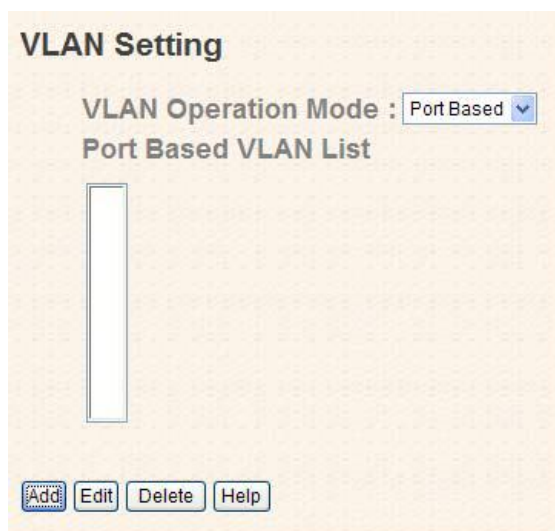 VLAN Setting
VLAN Operation Mode : Port Based
Port Based VLAN List
Add Edit Delete Help